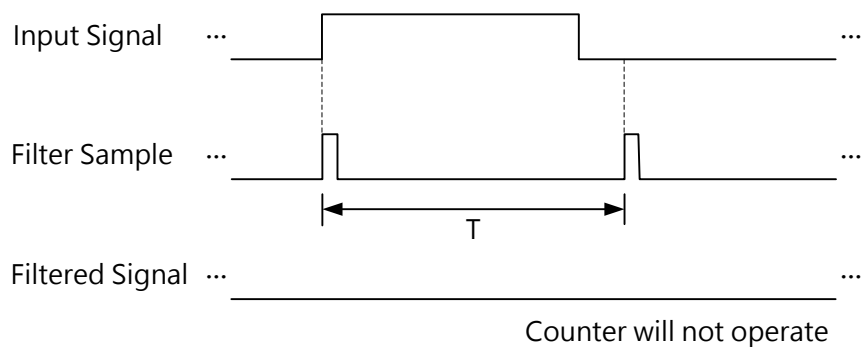 Input Signal ... ...
Filter Sample ... ...
T
Filtered Signal ... ...
Counter will not operate